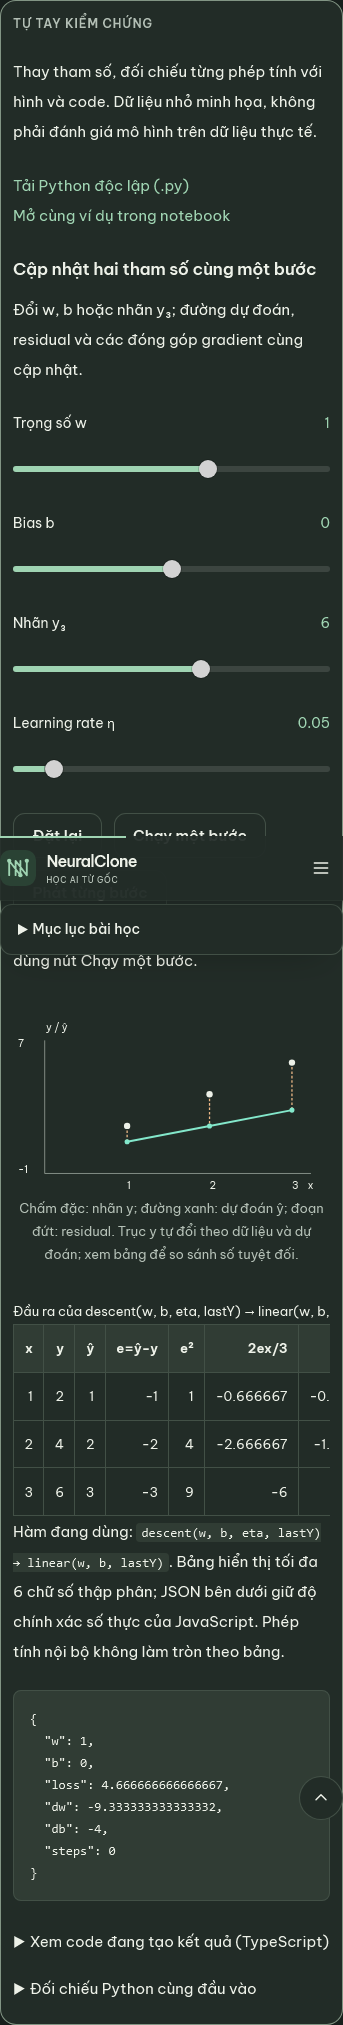 TỰ TAY KIỂM CHỨNG
Thay tham số, đối chiếu từng phép tính với
hình và code. Dữ liệu nhỏ minh họa, không
phải đánh giá mô hình trên dữ liệu thực tế.
Tải Python độc lập (.py)
Mở cùng ví dụ trong notebook
Cập nhật hai tham số cùng một bước
Đổi w, b hoặc nhãn y₃; đường dự đoán,
residual và các đóng góp gradient cùng
cập nhật.
Trọng số w 1
Bias b 0
Nhãn y₃ 6
Learning rate η 0.05
Đặt lại Chạy một bước
NeuralClone
HỌC AI TỪ GỐC
Phát từng bước
▶ Mục lục bài học
dùng nút Chạy một bước.
y / ŷ
7
-1
1 2 3 x
Chấm đặc: nhãn y; đường xanh: dự đoán ŷ; đoạn
đứt: residual. Trục y tự đổi theo dữ liệu và dự
đoán; xem bảng để so sánh số tuyệt đối.
Đầu ra của descent(w, b, eta, lastY) → linear(w, b,
x y ŷ e=ŷ-y e² 2ex/3
1 2 1 -1 1 -0.666667 -0.
2 4 2 -2 4 -2.666667 -1.
3 6 3 -3 9 -6
Hàm đang dùng: descent(w, b, eta, lastY)
→ linear(w, b, lastY). Bảng hiển thị tối đa
6 chữ số thập phân; JSON bên dưới giữ độ
chính xác số thực của JavaScript. Phép
tính nội bộ không làm tròn theo bảng.
{
"w": 1,
"b": 0,
"loss": 4.666666666666667,
"dw": -9.333333333333332,
"db": -4,
"steps": 0
}
▶ Xem code đang tạo kết quả (TypeScript)
▶ Đối chiếu Python cùng đầu vào